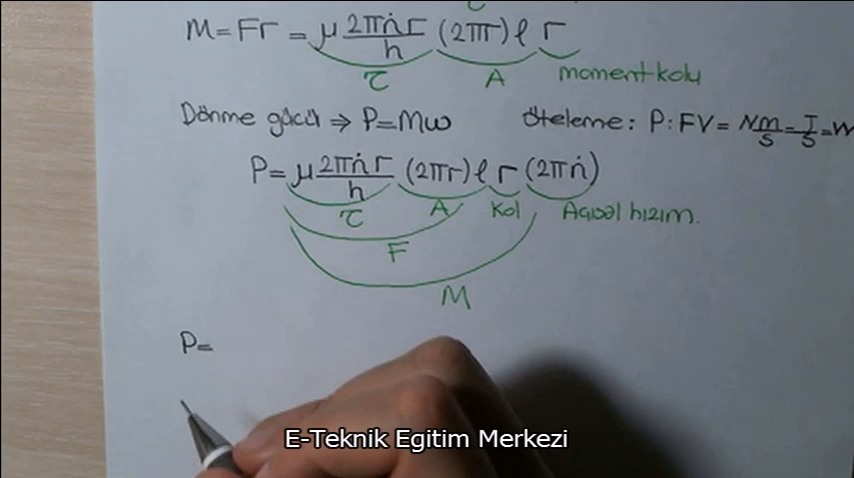 M = Fr = μ 2πṅr/h (2πr) ℓ r
τ A moment kolu
Dönme gücü ⇒ P=Mω Öteleme: P: FV = Nm/s = J/s = W
P= μ 2πṅr/h (2πr) ℓ r (2πṅ)
τ A Kol Açısal hızım.
F
M
P=
E-Teknik Egitim Merkezi